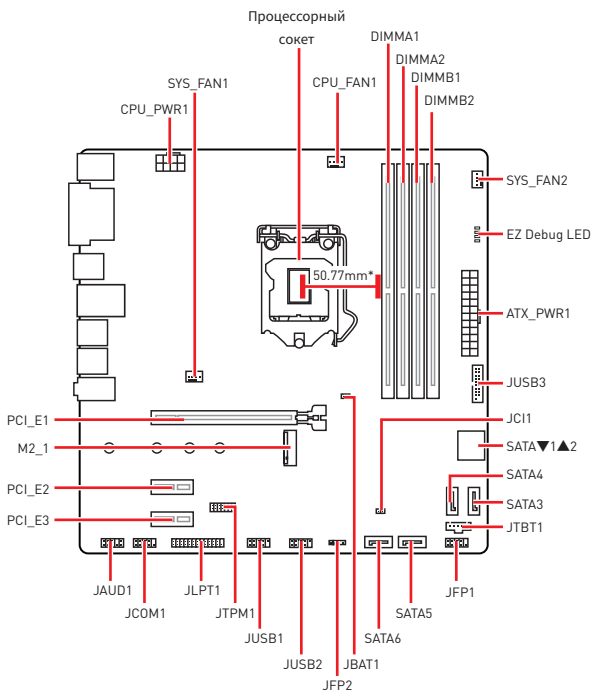 Процессорный
сокет
DIMMA1
DIMMA2
DIMMB1
DIMMB2
SYS_FAN1
CPU_FAN1
CPU_PWR1
SYS_FAN2
EZ Debug LED
50.77mm*
ATX_PWR1
JUSB3
PCI_E1
JCI1
M2_1
SATA▼1▲2
SATA4
PCI_E2
SATA3
PCI_E3
JTBT1
JAUD1
JLPT1
JFP1
JCOM1
JTPM1
SATA5
JUSB1
SATA6
JUSB2
JBAT1
JFP2